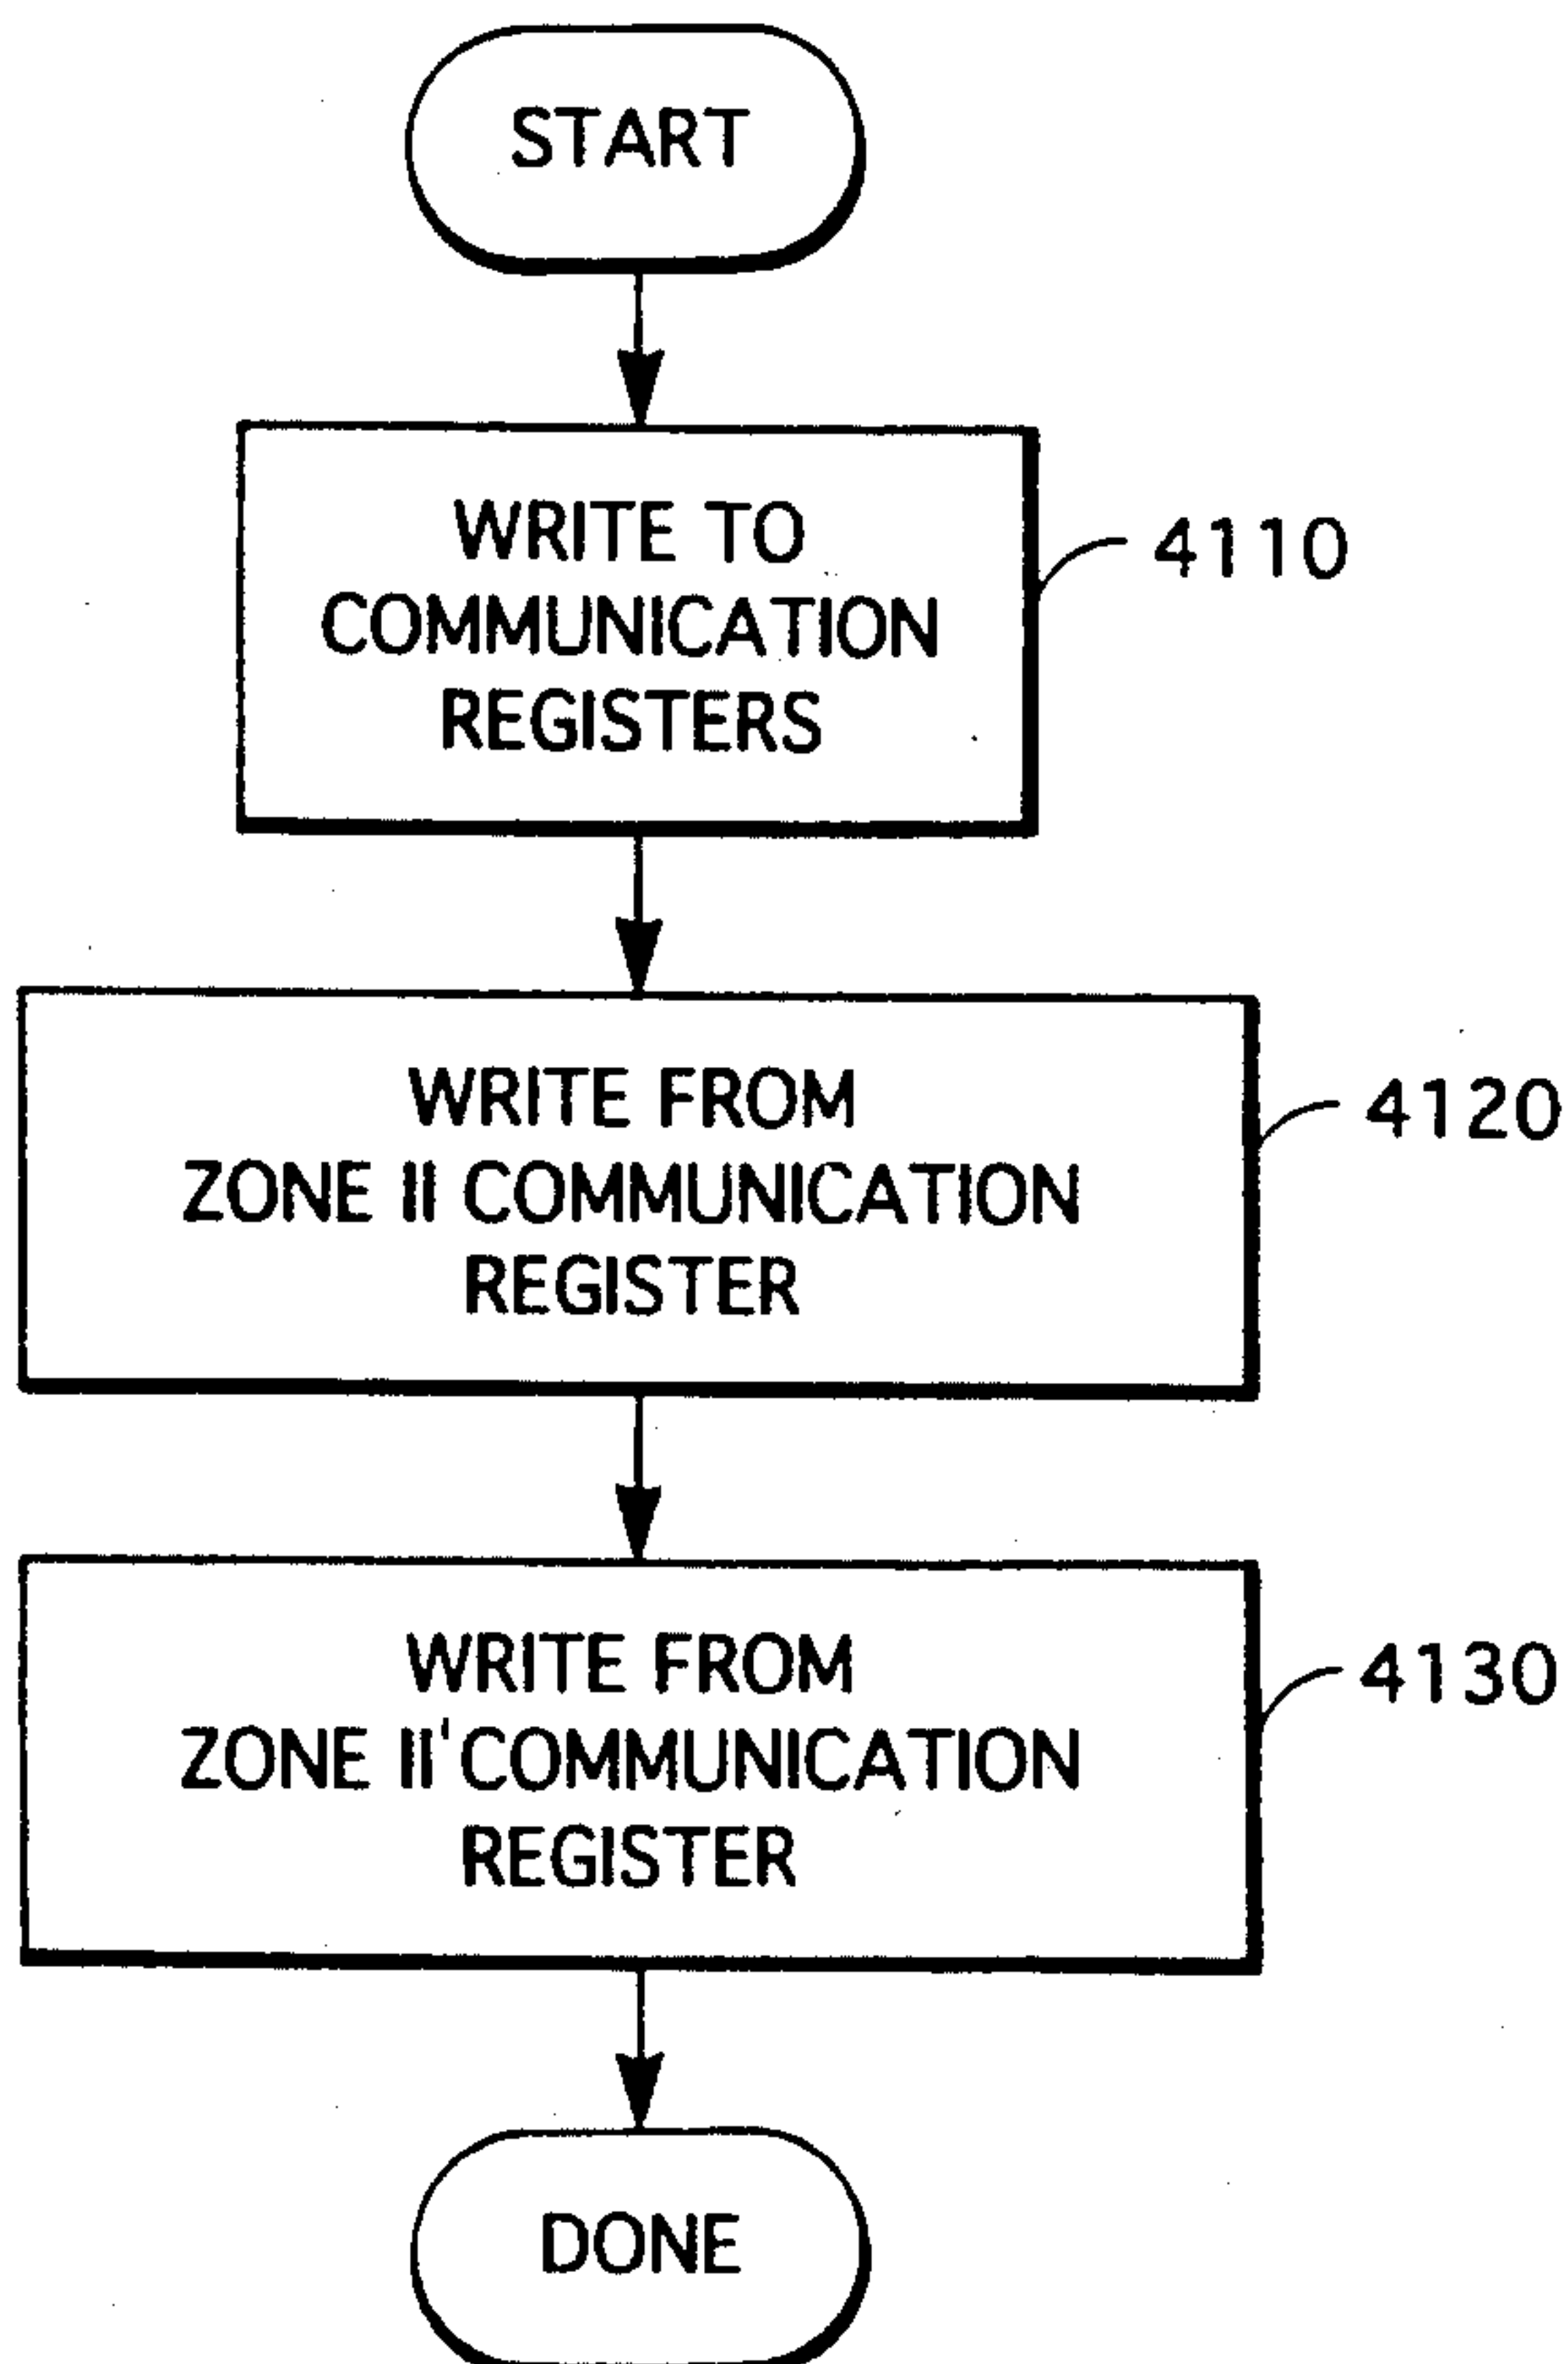 START
WRITE TO
COMMUNICATION
REGISTERS
4110
WRITE FROM
ZONE II COMMUNICATION
REGISTER
4120
WRITE FROM
ZONE II' COMMUNICATION
REGISTER
4130
DONE